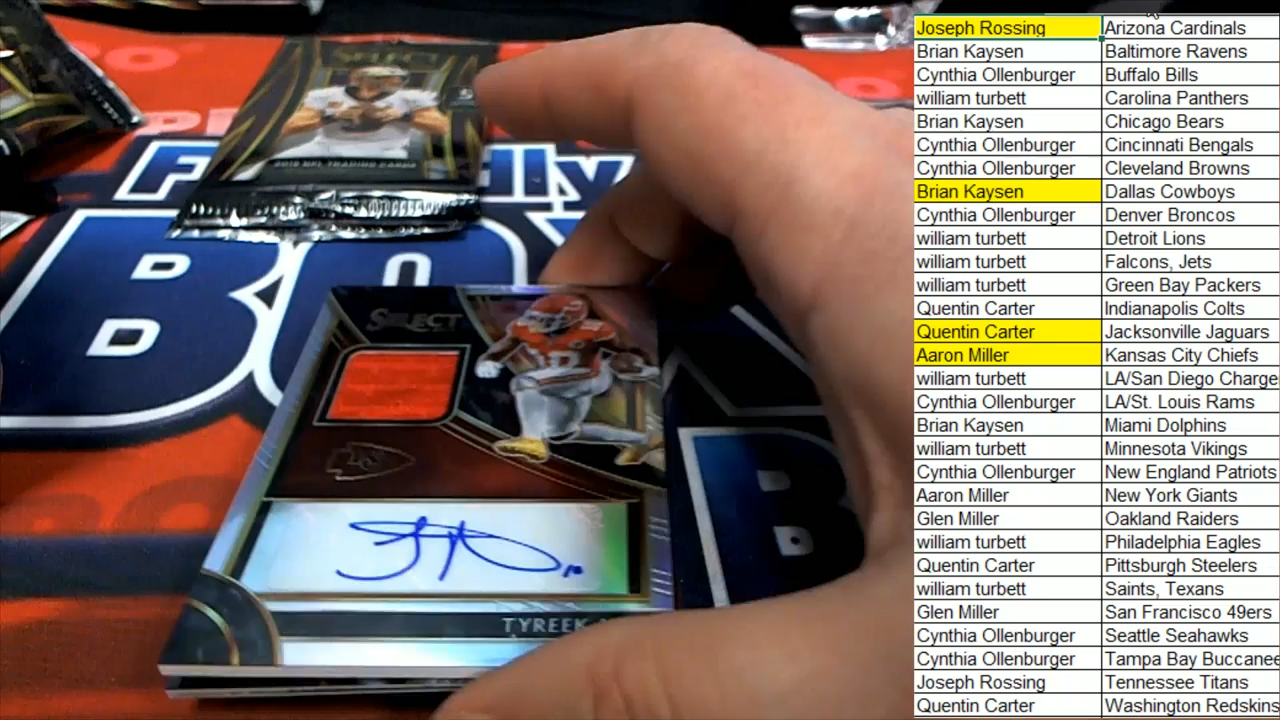 SELECT
2019 NFL TRADING CARDS
SELECT
TYREEK
Joseph Rossing Arizona Cardinals
Brian Kaysen Baltimore Ravens
Cynthia Ollenburger Buffalo Bills
william turbett Carolina Panthers
Brian Kaysen Chicago Bears
Cynthia Ollenburger Cincinnati Bengals
Cynthia Ollenburger Cleveland Browns
Brian Kaysen Dallas Cowboys
Cynthia Ollenburger Denver Broncos
william turbett Detroit Lions
william turbett Falcons, Jets
william turbett Green Bay Packers
Quentin Carter Indianapolis Colts
Quentin Carter Jacksonville Jaguars
Aaron Miller Kansas City Chiefs
william turbett LA/San Diego Charge
Cynthia Ollenburger LA/St. Louis Rams
Brian Kaysen Miami Dolphins
william turbett Minnesota Vikings
Cynthia Ollenburger New England Patriots
Aaron Miller New York Giants
Glen Miller Oakland Raiders
william turbett Philadelphia Eagles
Quentin Carter Pittsburgh Steelers
william turbett Saints, Texans
Glen Miller San Francisco 49ers
Cynthia Ollenburger Seattle Seahawks
Cynthia Ollenburger Tampa Bay Buccanee
Joseph Rossing Tennessee Titans
Quentin Carter Washington Redskins